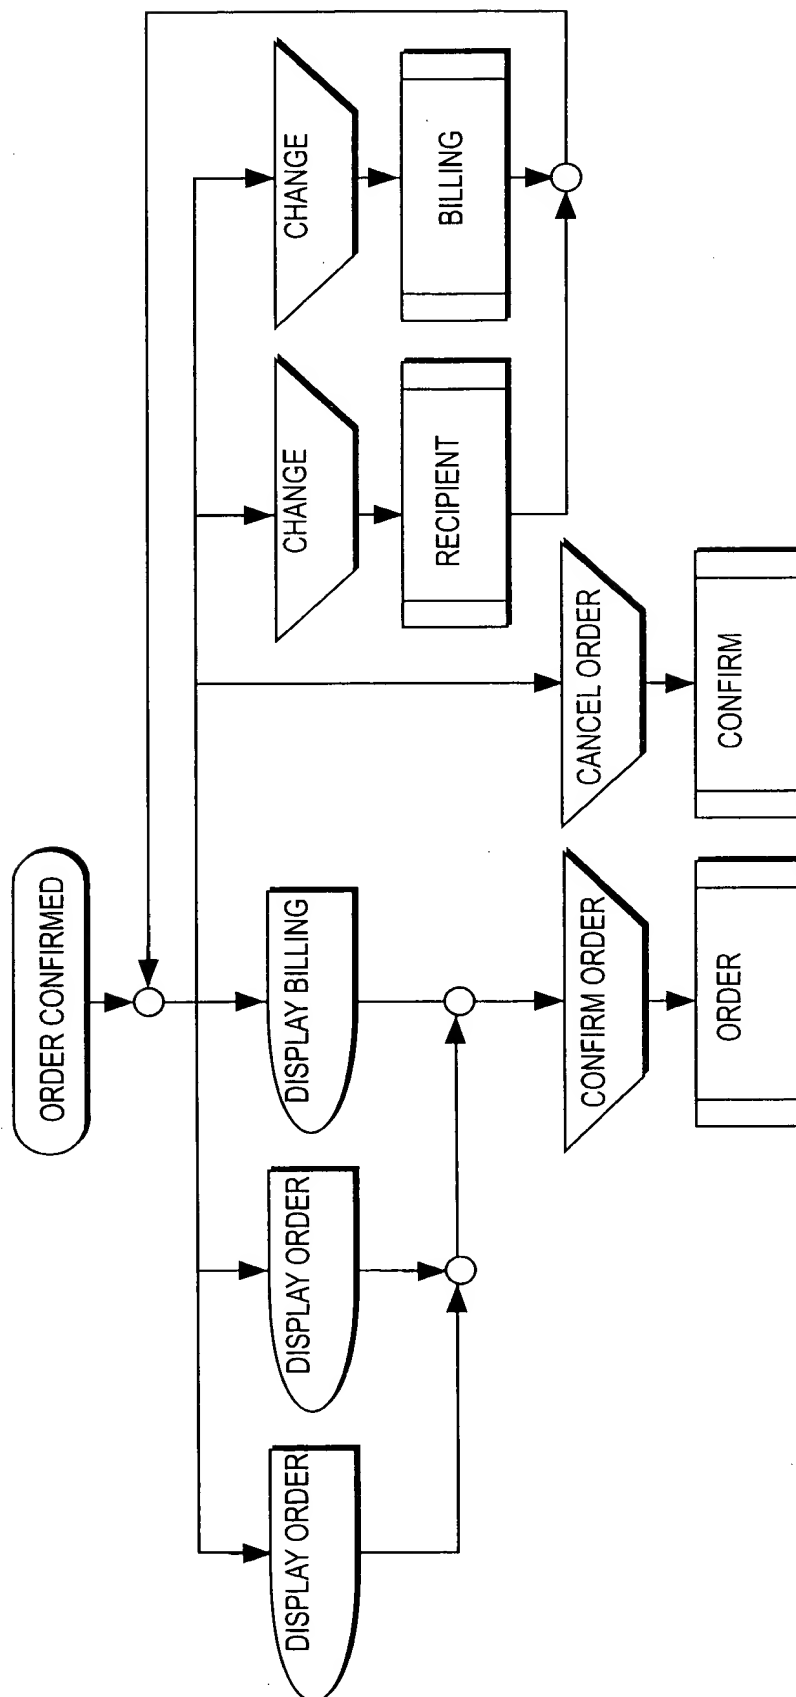 ORDER CONFIRMED
DISPLAY ORDER
DISPLAY ORDER
DISPLAY BILLING
CHANGE
CHANGE
RECIPIENT
BILLING
CONFIRM ORDER
CANCEL ORDER
ORDER
CONFIRM